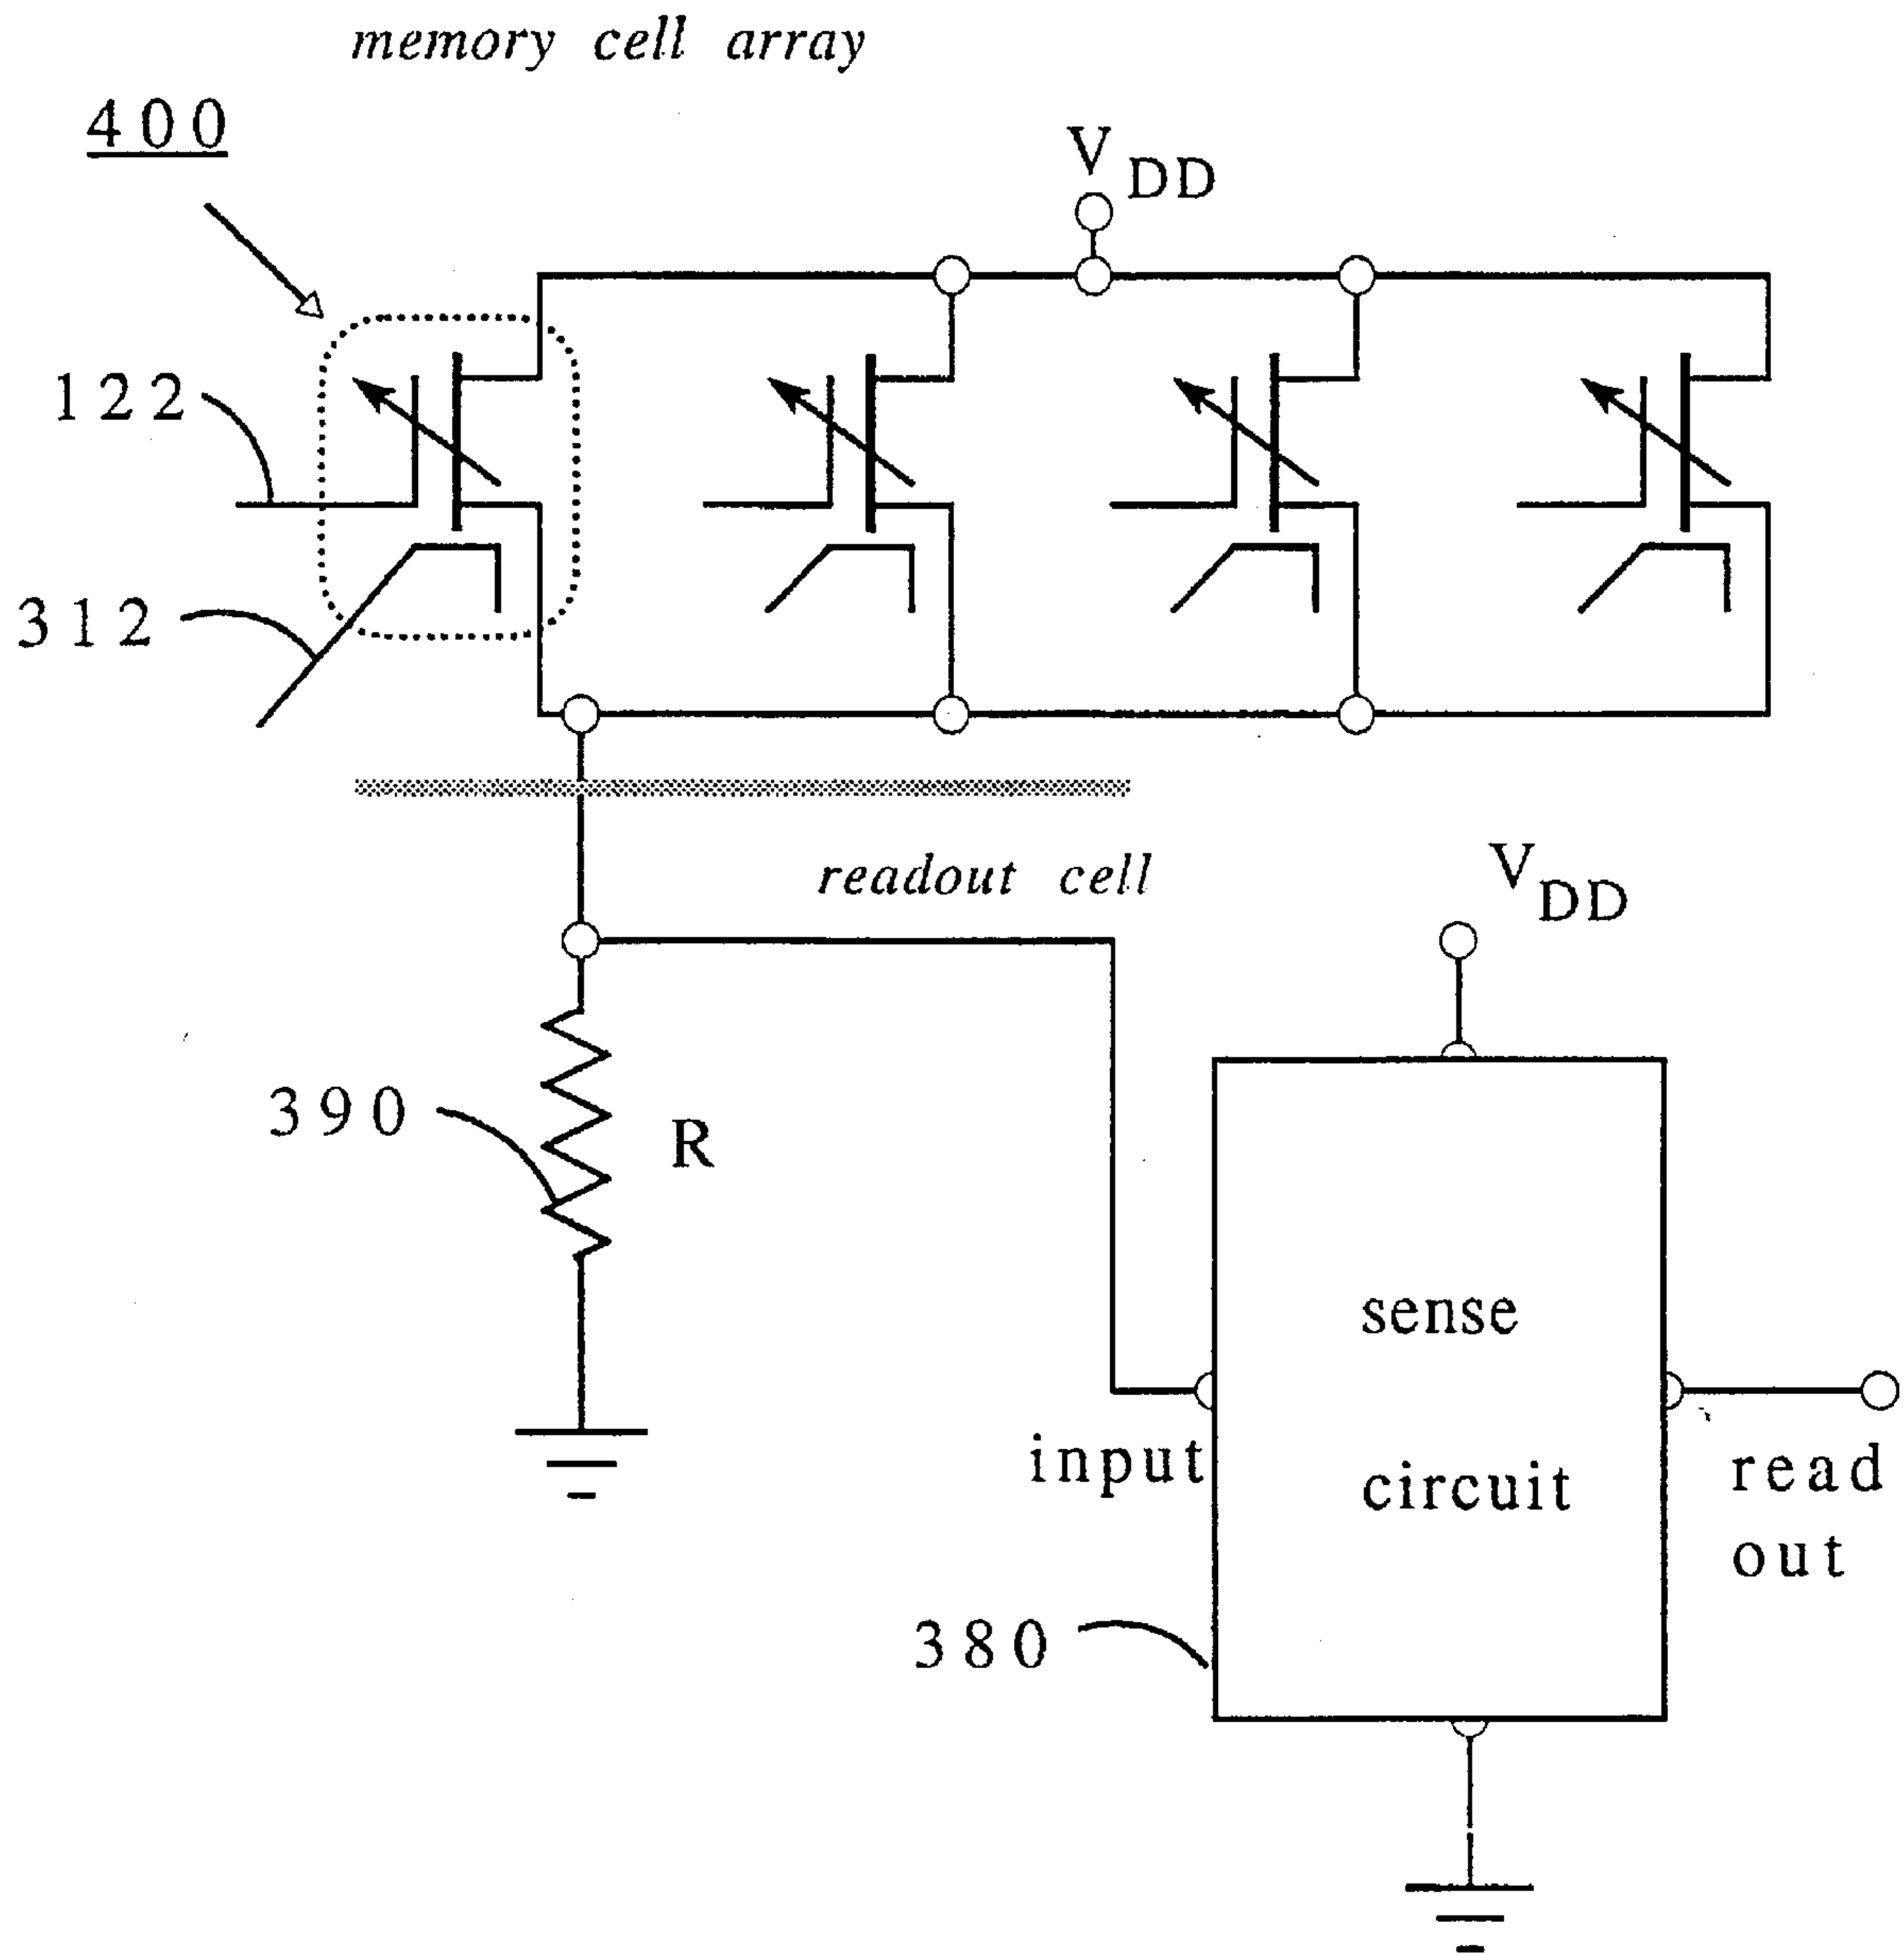 memory cell array
400
VDD
122
312
readout cell
VDD
390
R
sense
circuit
input
read
out
380